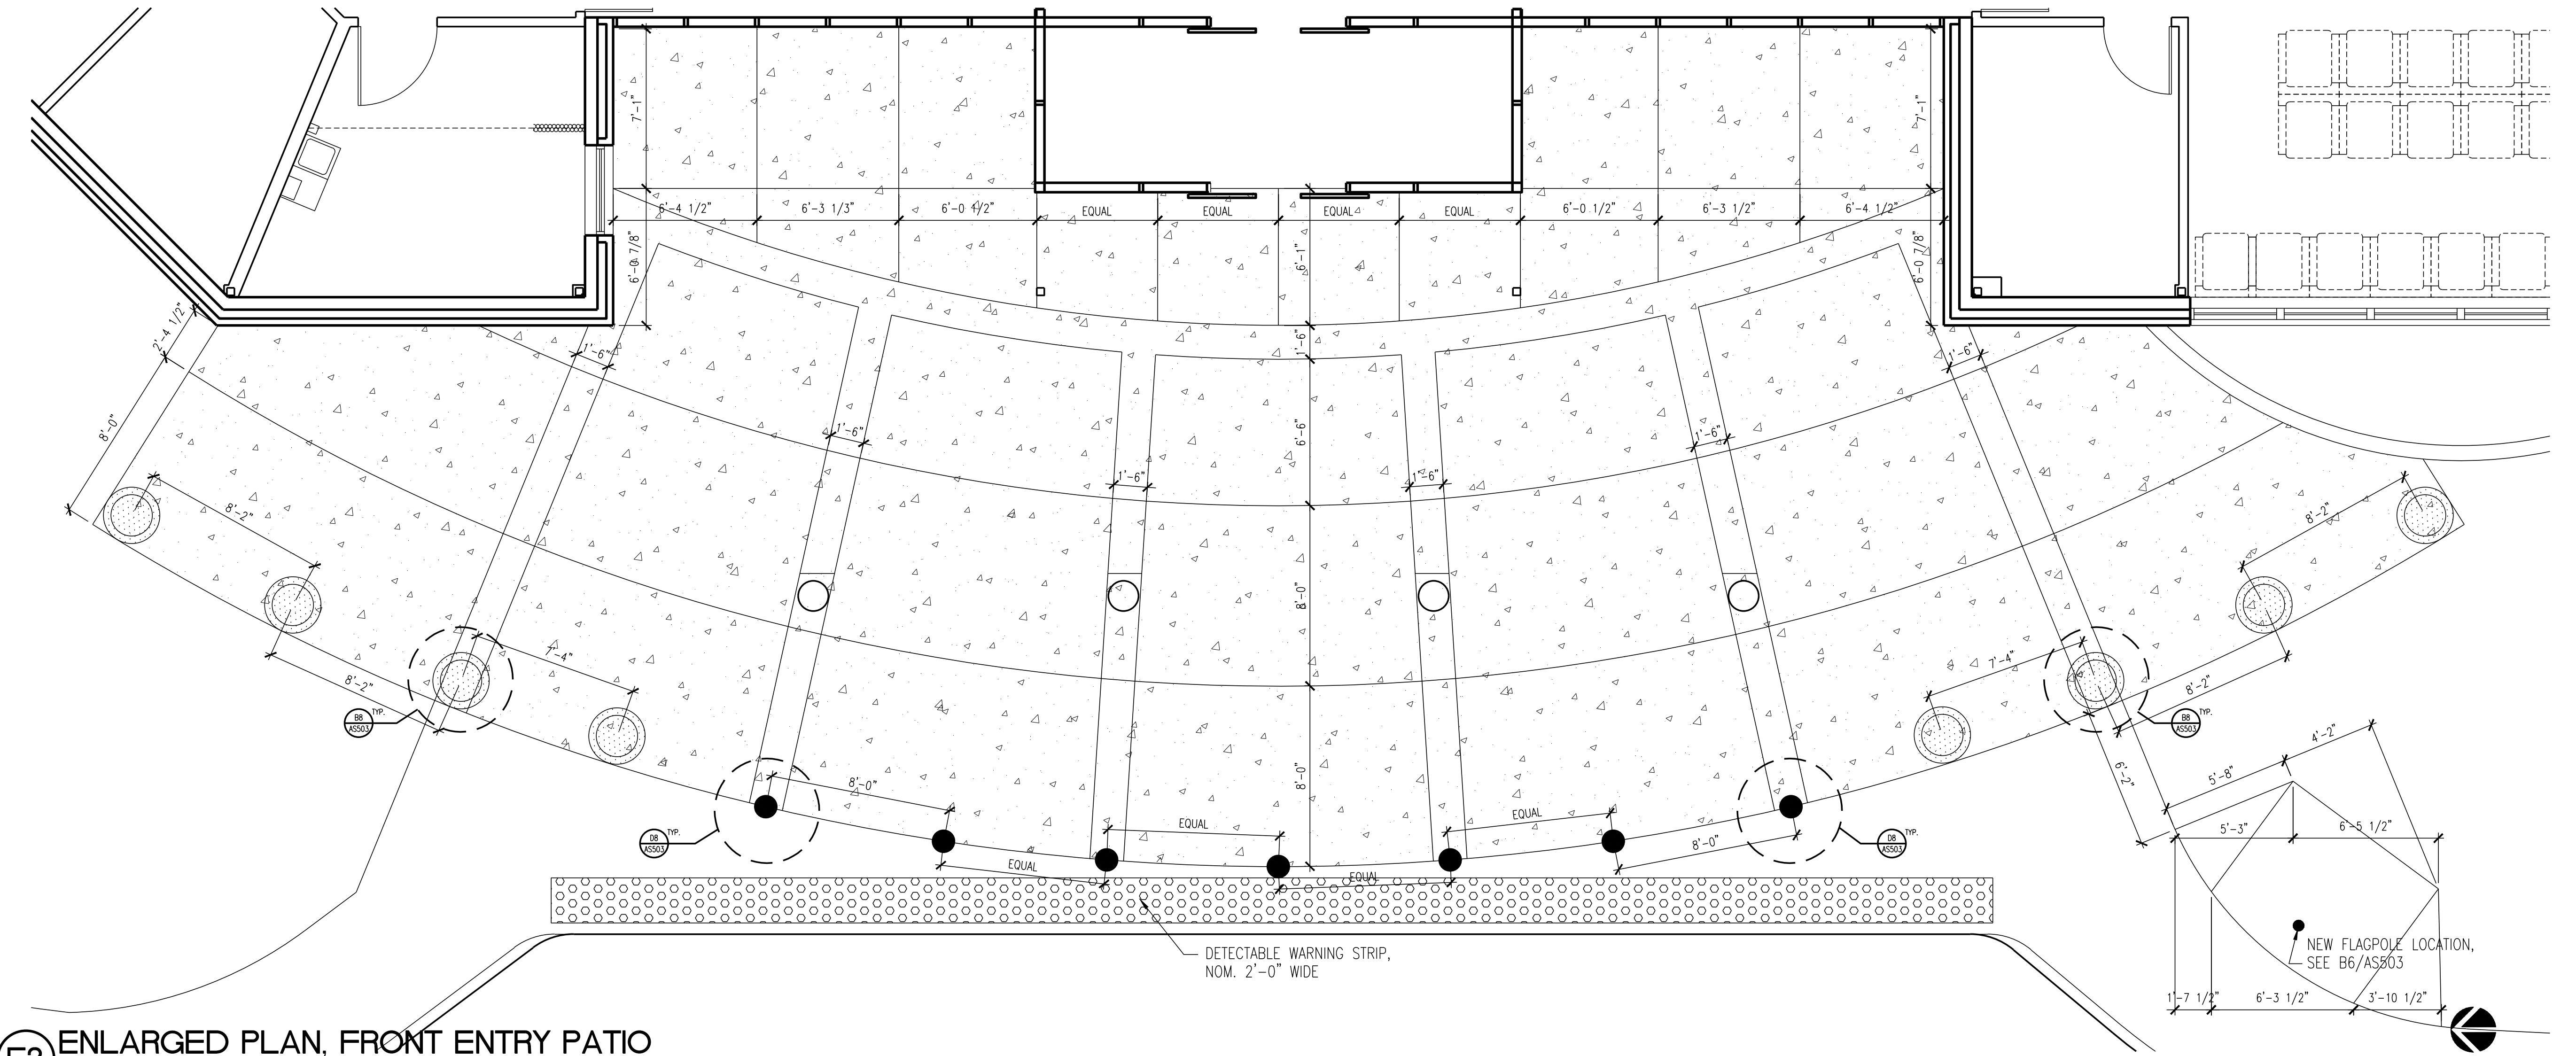 7'-1"
7'-1"
6'-4 1/2"
6'-3 1/3"
6'-0 1/2"
EQUAL
EQUAL
EQUAL
EQUAL
6'-0 1/2"
6'-3 1/2"
6'-4 1/2"
6'-0 7/8"
6'-1"
6'-0 7/8"
2'-4 1/2"
1'-6"
1'-6"
1'-6"
8'-0"
1'-6"
6'-6"
1'-6"
1'-6"
1'-6"
8'-2"
8'-2"
8'-0"
7'-4"
7'-4"
8'-2"
8'-2"
B8
AS503
TYP.
B8
AS503
TYP.
4'-2"
5'-8"
6'-2"
8'-0"
8'-0"
EQUAL
EQUAL
5'-3"
6'-5 1/2"
D8
AS503
TYP.
8'-0"
D8
AS503
TYP.
EQUAL
EQUAL
DETECTABLE WARNING STRIP,
NOM. 2'-0" WIDE
NEW FLAGPOLE LOCATION,
SEE B6/AS503
1'-7 1/2"
6'-3 1/2"
3'-10 1/2"
ENLARGED PLAN, FRONT ENTRY PATIO